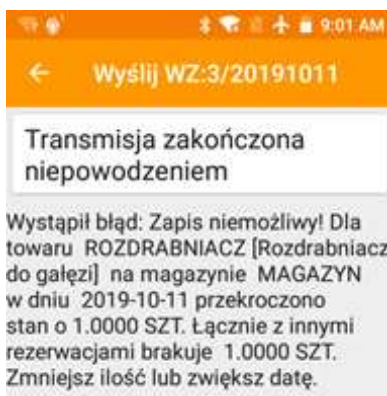 9:01 AM
Wyślij WZ:3/20191011
Transmisja zakończona
niepowodzeniem
Wystąpił błąd: Zapis niemożliwy! Dla
towaru ROZDRABNIACZ [Rozdrabniacz
do gałęzi] na magazynie MAGAZYN
w dniu 2019-10-11 przekroczono
stan o 1.0000 SZT. Łącznie z innymi
rezerwacjami brakuje 1.0000 SZT.
Zmniejsz ilość lub zwiększ datę.